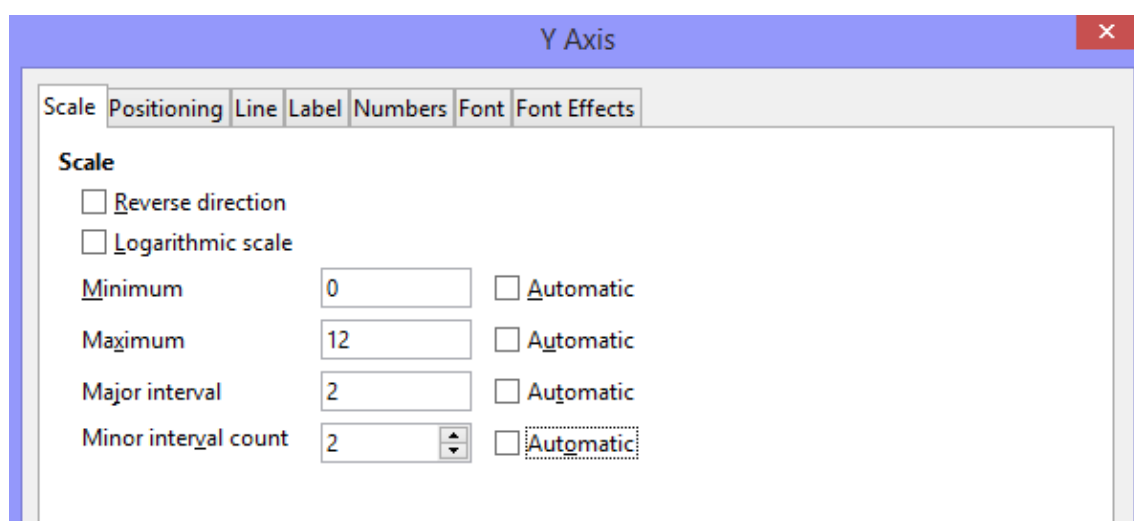 Y Axis
Scale Positioning Line Label Numbers Font Font Effects
Scale
Reverse direction
Logarithmic scale
Minimum 0 Automatic
Maximum 12 Automatic
Major interval 2 Automatic
Minor interval count 2 Automatic